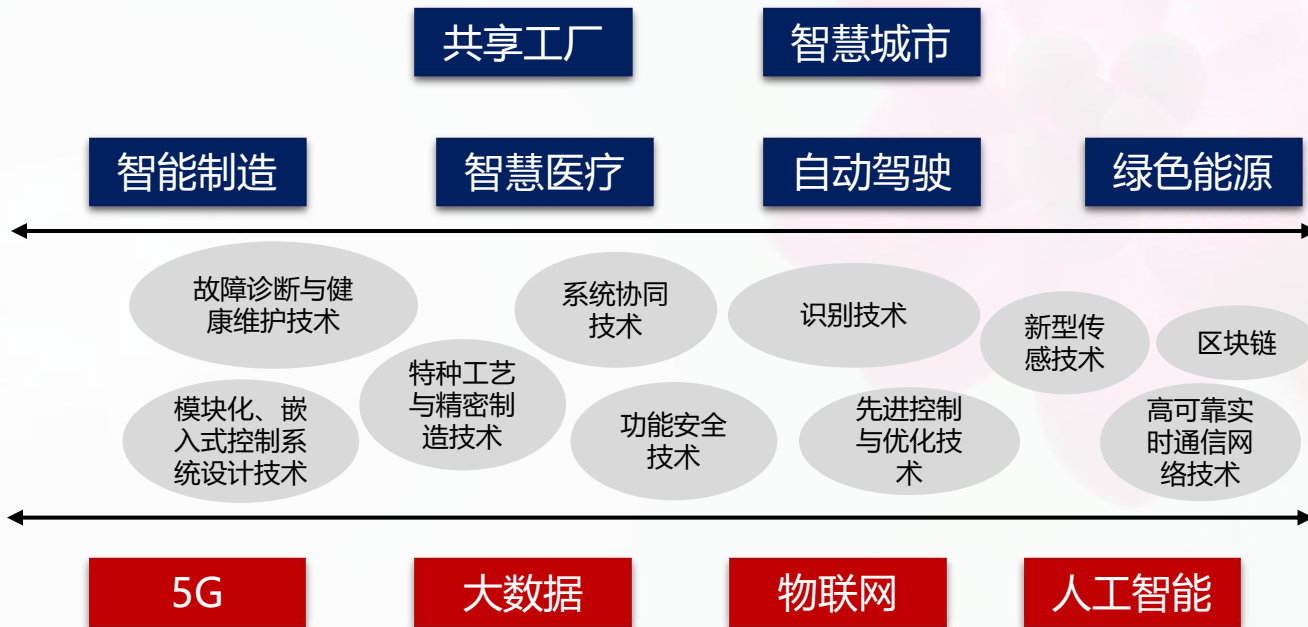 共享工厂
智慧城市
智能制造
智慧医疗
自动驾驶
绿色能源
故障诊断与健
康维护技术
系统协同
技术
识别技术
新型传
感技术
区块链
模块化、嵌
入式控制系
统设计技术
特种工艺
与精密制
造技术
功能安全
技术
先进控制
与优化技
术
高可靠实
时通信网
络技术
5G
大数据
物联网
人工智能